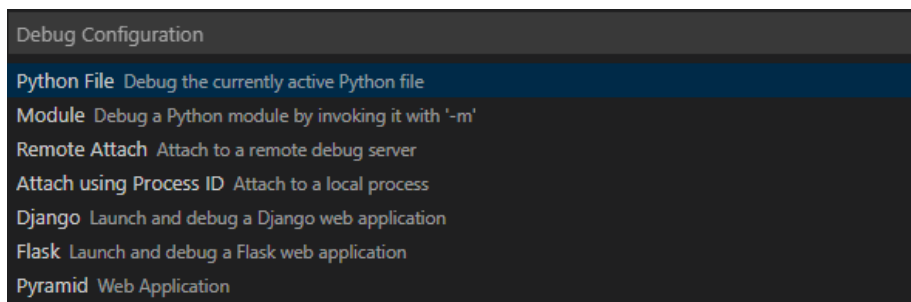 Debug Configuration
Python File Debug the currently active Python file
Module Debug a Python module by invoking it with '-m'
Remote Attach Attach to a remote debug server
Attach using Process ID Attach to a local process
Django Launch and debug a Django web application
Flask Launch and debug a Flask web application
Pyramid Web Application